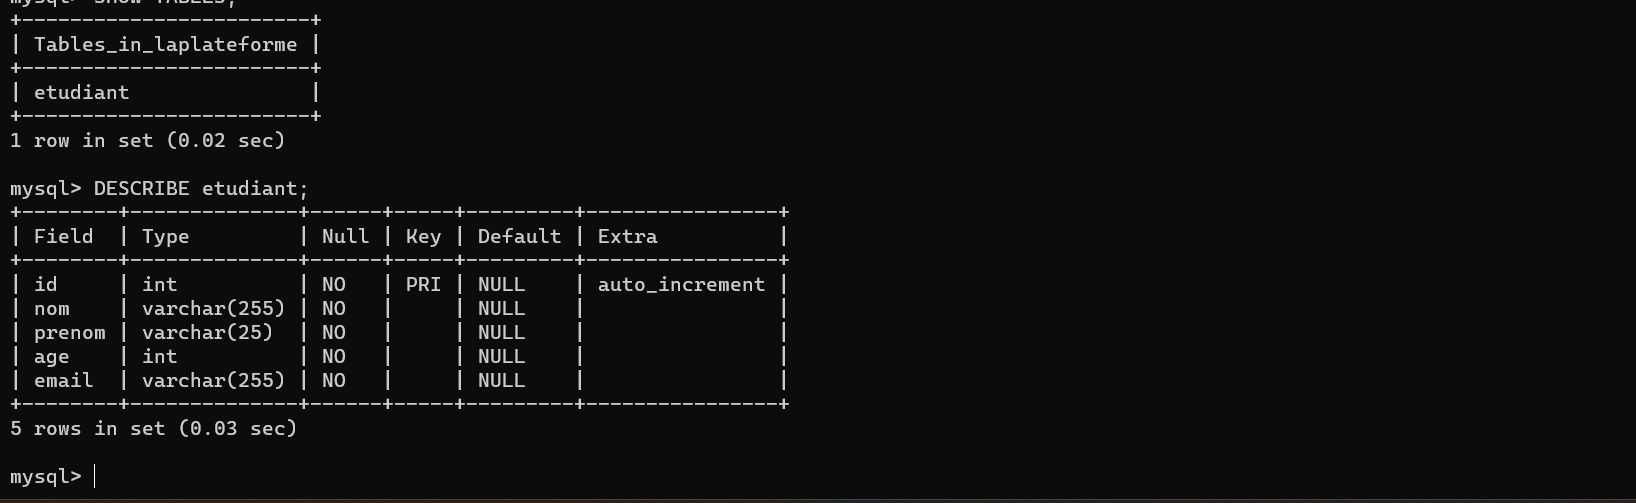 mysql> SHOW TABLES;
+------------------------+
| Tables_in_laplateforme |
+------------------------+
| etudiant               |
+------------------------+
1 row in set (0.02 sec)

mysql> DESCRIBE etudiant;
+--------+--------------+------+-----+---------+----------------+
| Field  | Type         | Null | Key | Default | Extra          |
+--------+--------------+------+-----+---------+----------------+
| id     | int          | NO   | PRI | NULL    | auto_increment |
| nom    | varchar(255) | NO   |     | NULL    |                |
| prenom | varchar(25)  | NO   |     | NULL    |                |
| age    | int          | NO   |     | NULL    |                |
| email  | varchar(255) | NO   |     | NULL    |                |
+--------+--------------+------+-----+---------+----------------+
5 rows in set (0.03 sec)

mysql>